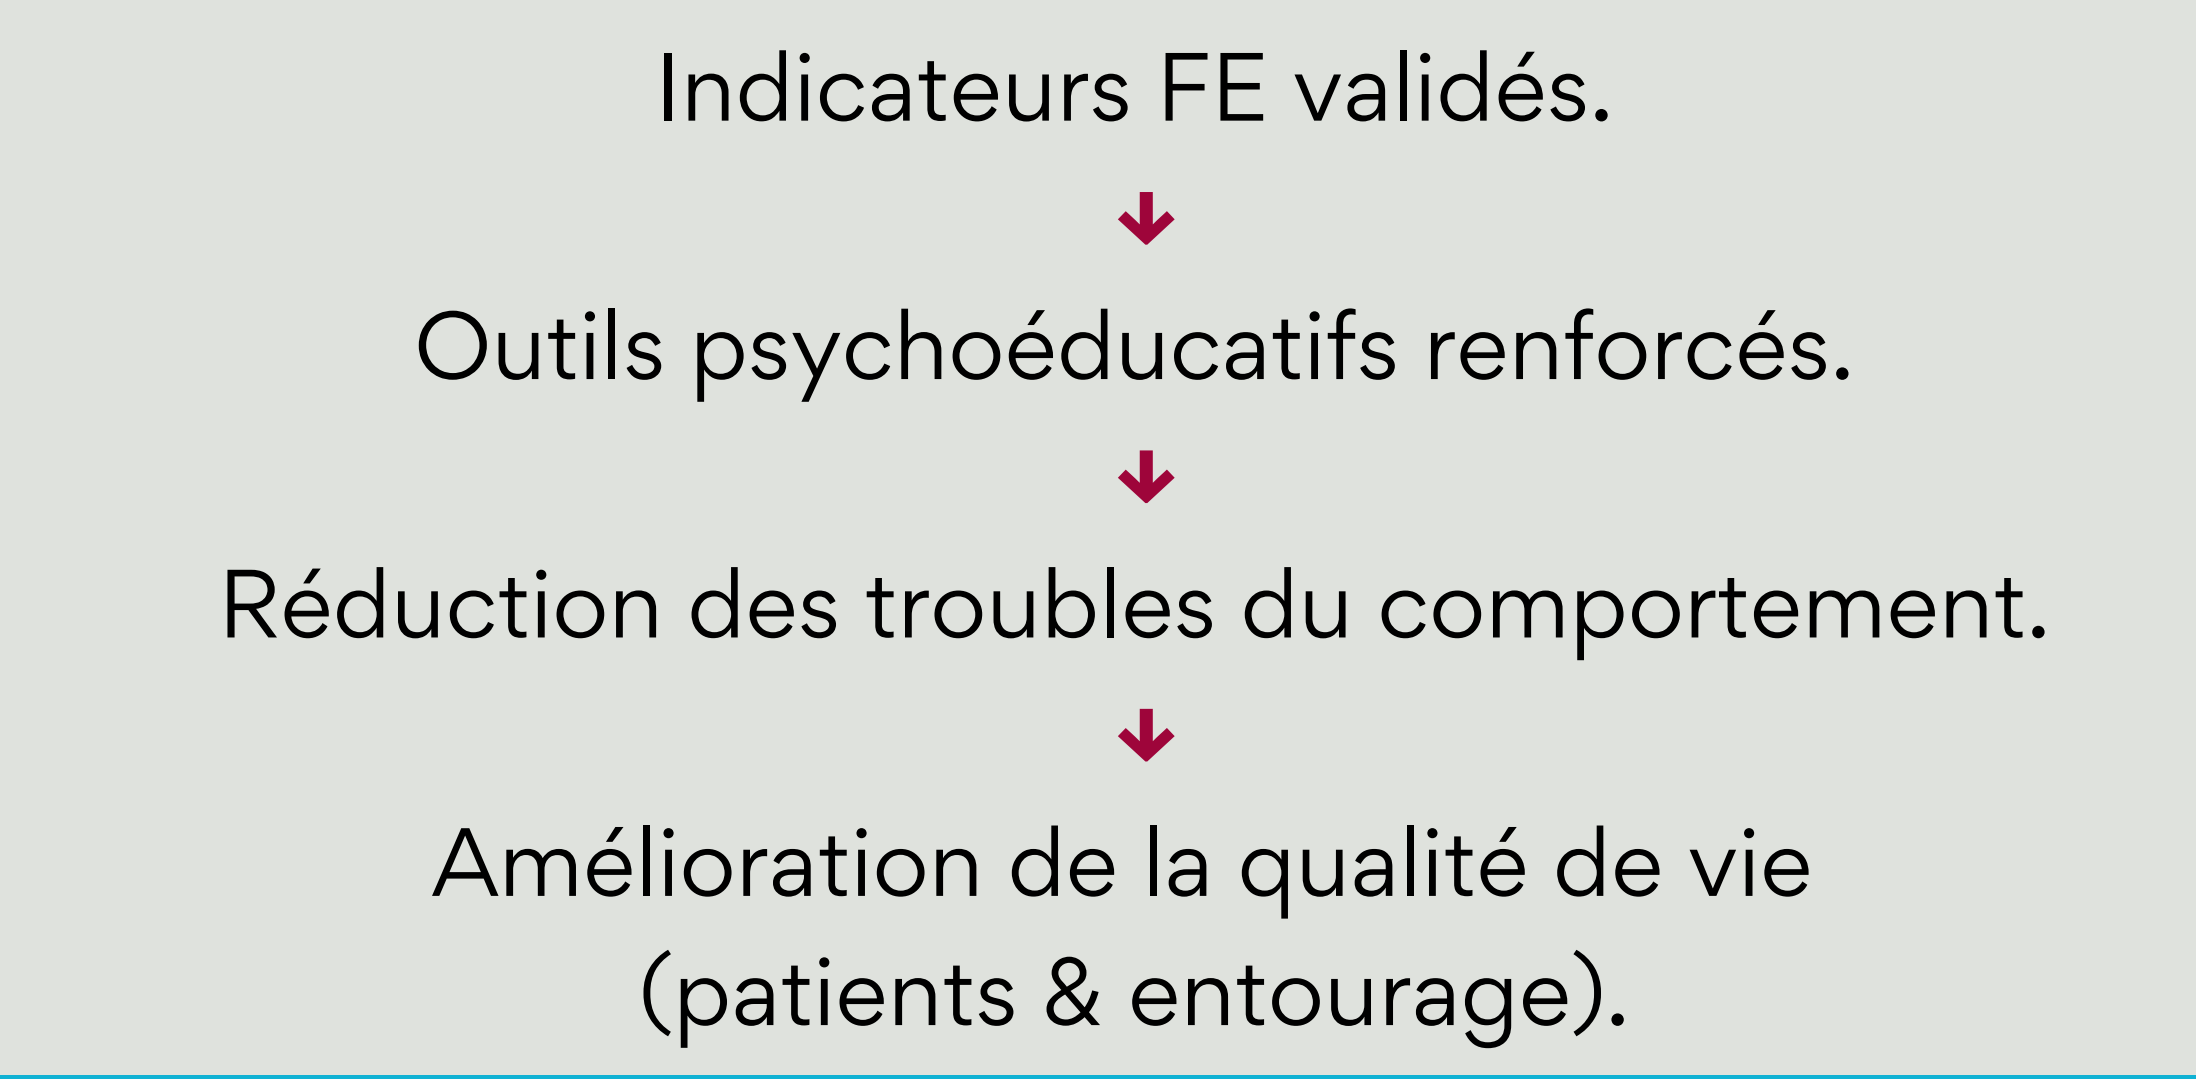 Indicateurs FE validés.
↓
Outils psychoéducatifs renforcés.
↓
Réduction des troubles du comportement.
↓
Amélioration de la qualité de vie
(patients & entourage).